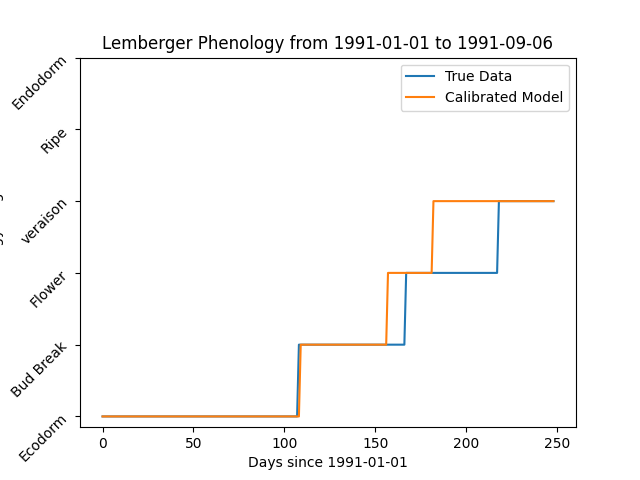 Lemberger Phenology from 1991-01-01 to 1991-09-06
True Data
Calibrated Model
Endodorm
Ripe
veraison
Flower
Bud Break
Ecodorm
0 50 100 150 200 250
Days since 1991-01-01